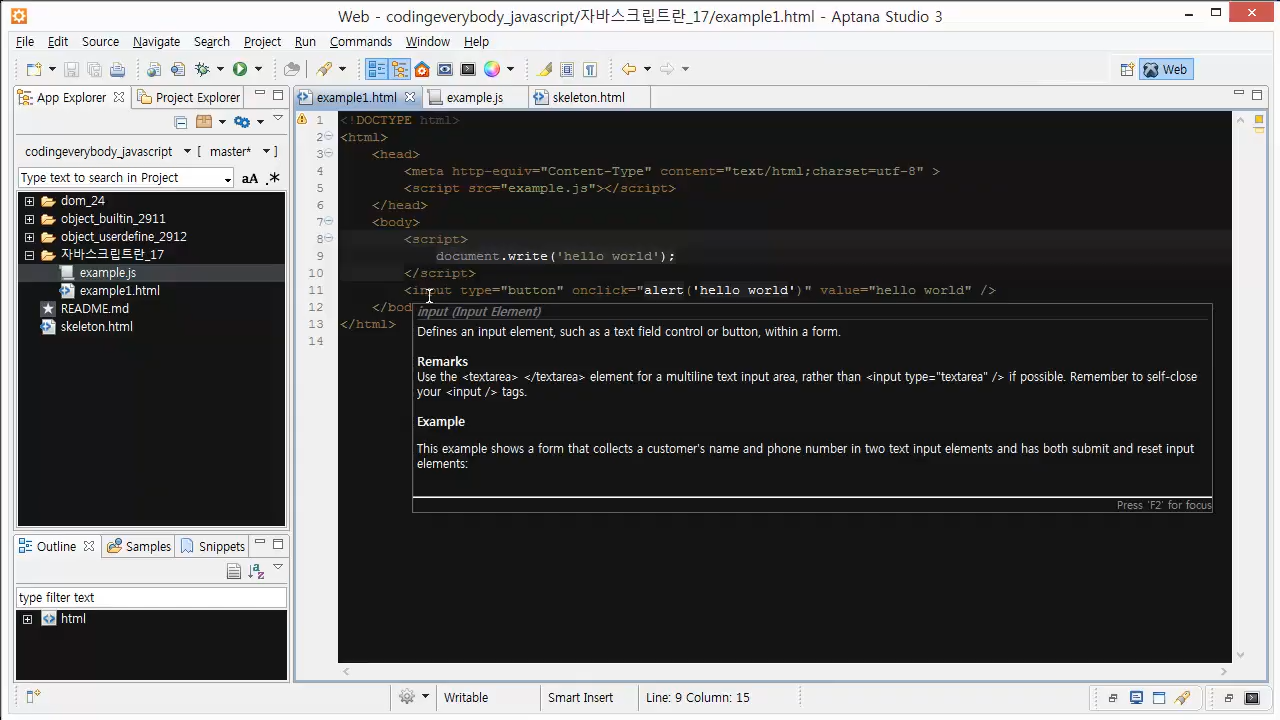 Web - codingeverybody_javascript/자바스크립트란_17/example1.html - Aptana Studio 3
File Edit Source Navigate Search Project Run Commands Window Help
Web
App Explorer Project Explorer
codingeverybody_javascript [ master* ]
Type text to search in Project aA .*
dom_24
object_builtin_2911
object_userdefine_2912
자바스크립트란_17
example.js
example1.html
README.md
skeleton.html
Outline Samples Snippets
type filter text
html
example1.html example.js skeleton.html
1 <!DOCTYPE html>
2 <html>
3 <head>
4 <meta http-equiv="Content-Type" content="text/html;charset=utf-8" >
5 <script src="example.js"></script>
6 </head>
7 <body>
8 <script>
9 document.write('hello world');
10 </script>
11 <input type="button" onclick="alert('hello world')" value="hello world" />
12 </bod
13 </html>
14
input (Input Element)
Defines an input element, such as a text field control or button, within a form.
Remarks
Use the <textarea> </textarea> element for a multiline text input area, rather than <input type="textarea" /> if possible. Remember to self-close
your <input /> tags.
Example
This example shows a form that collects a customer's name and phone number in two text input elements and has both submit and reset input
elements:
Press 'F2' for focus
Writable Smart Insert Line: 9 Column: 15